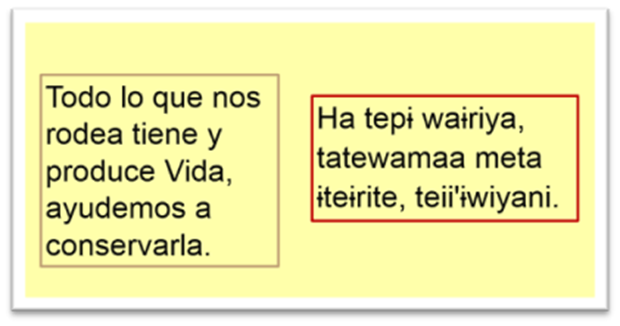 Todo lo que nos
rodea tiene y
produce Vida,
ayudemos a
conservarla.
Ha tepɨ waɨriya,
tatewamaa meta
ɨteɨrite, teii'ɨwiyani.